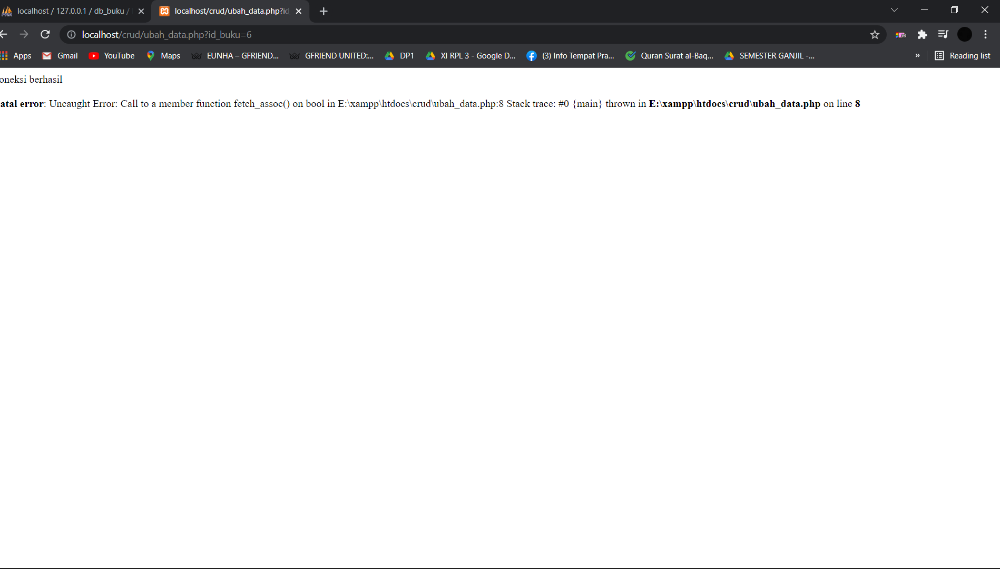 localhost / 127.0.0.1 / db_buku /
localhost/crud/ubah_data.php?id
localhost/crud/ubah_data.php?id_buku=6
Apps Gmail YouTube Maps EUNHA – GFRIEND... GFRIEND UNITED:... DP1 XI RPL 3 - Google D... (3) Info Tempat Pra... Quran Surat al-Baq... SEMESTER GANJIL -... » Reading list
oneksi berhasil
atal error: Uncaught Error: Call to a member function fetch_assoc() on bool in E:\xampp\htdocs\crud\ubah_data.php:8 Stack trace: #0 {main} thrown in E:\xampp\htdocs\crud\ubah_data.php on line 8